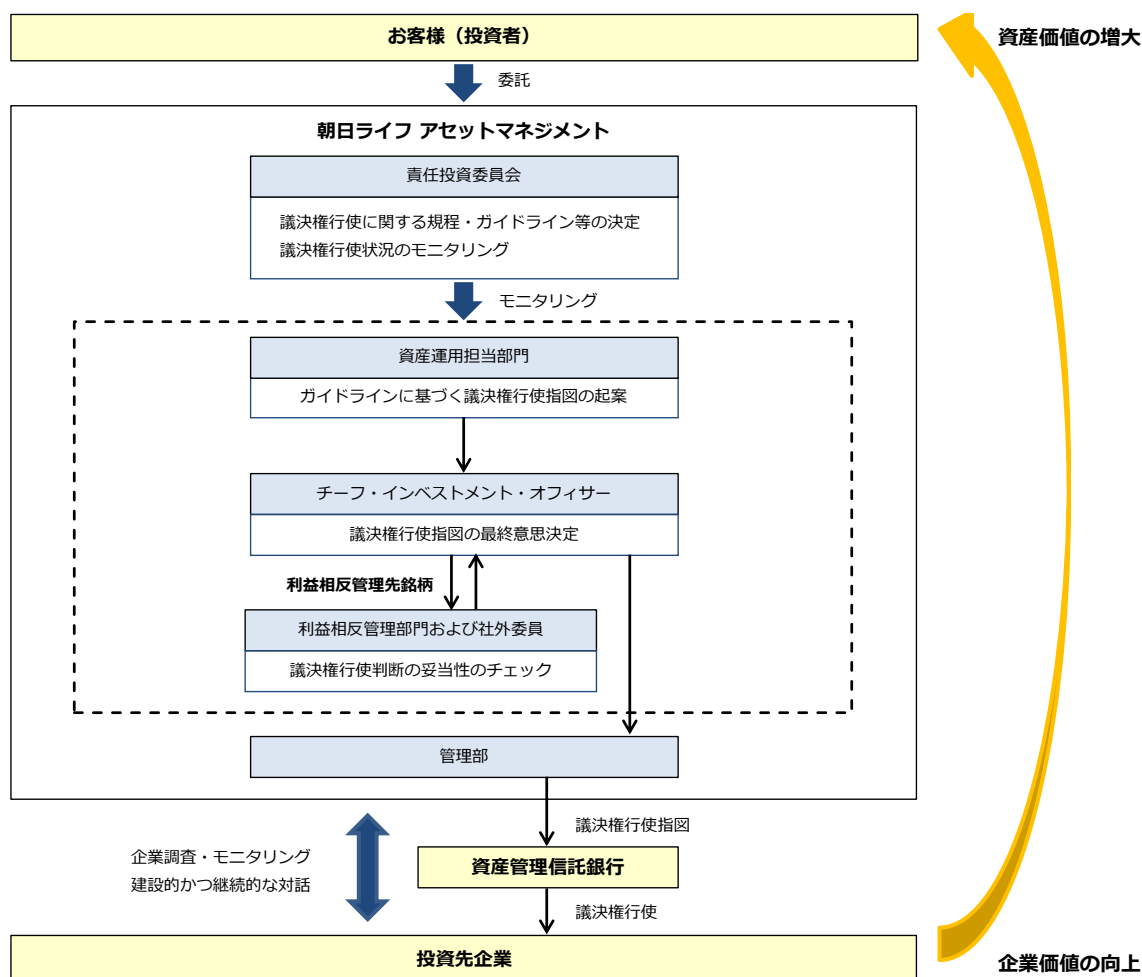 お客様（投資者）
資産価値の増大
委託
朝日ライフ アセットマネジメント
責任投資委員会
議決権行使に関する規程・ガイドライン等の決定
議決権行使状況のモニタリング
モニタリング
資産運用担当部門
ガイドラインに基づく議決権行使指図の起案
チーフ・インベストメント・オフィサー
議決権行使指図の最終意思決定
利益相反管理先銘柄
利益相反管理部門および社外委員
議決権行使判断の妥当性のチェック
管理部
議決権行使指図
企業調査・モニタリング
建設的かつ継続的な対話
資産管理信託銀行
議決権行使
投資先企業
企業価値の向上